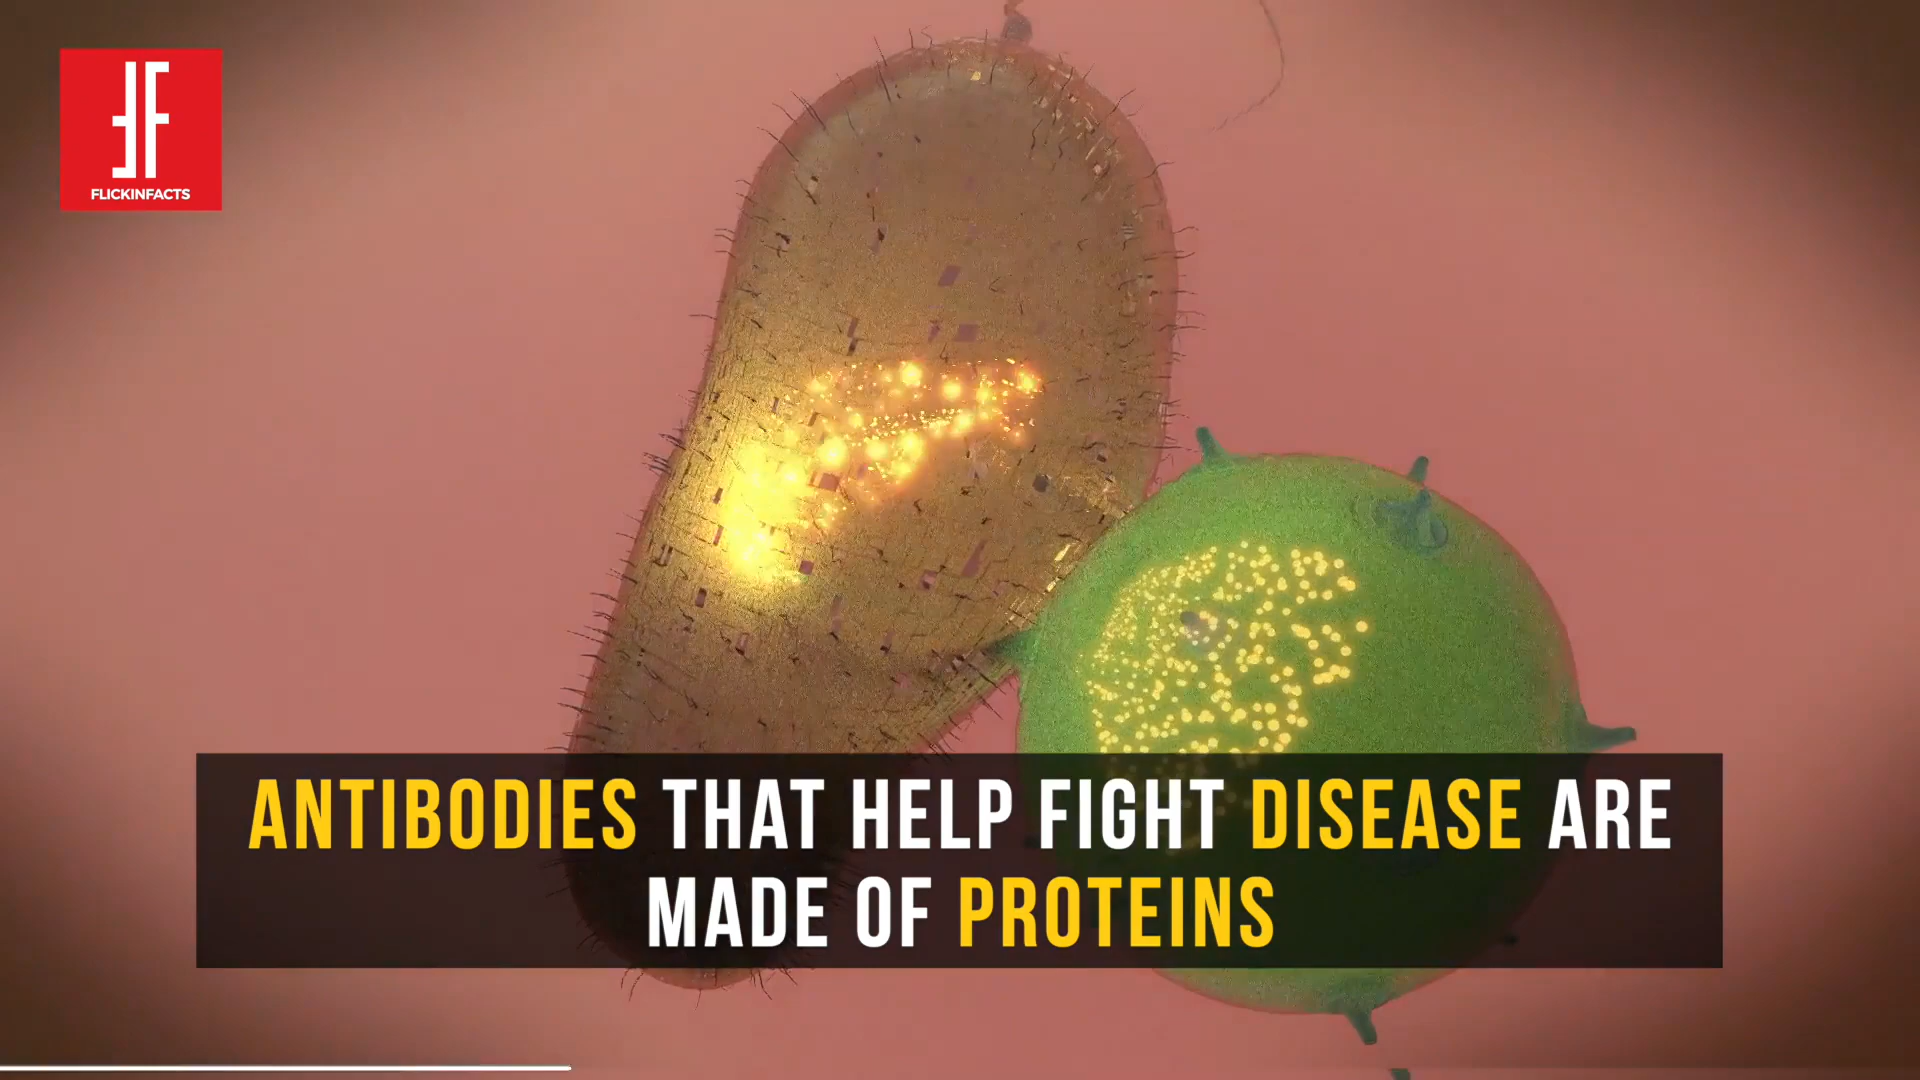 FLICKINFACTS
ANTIBODIES THAT HELP FIGHT DISEASE ARE
MADE OF PROTEINS